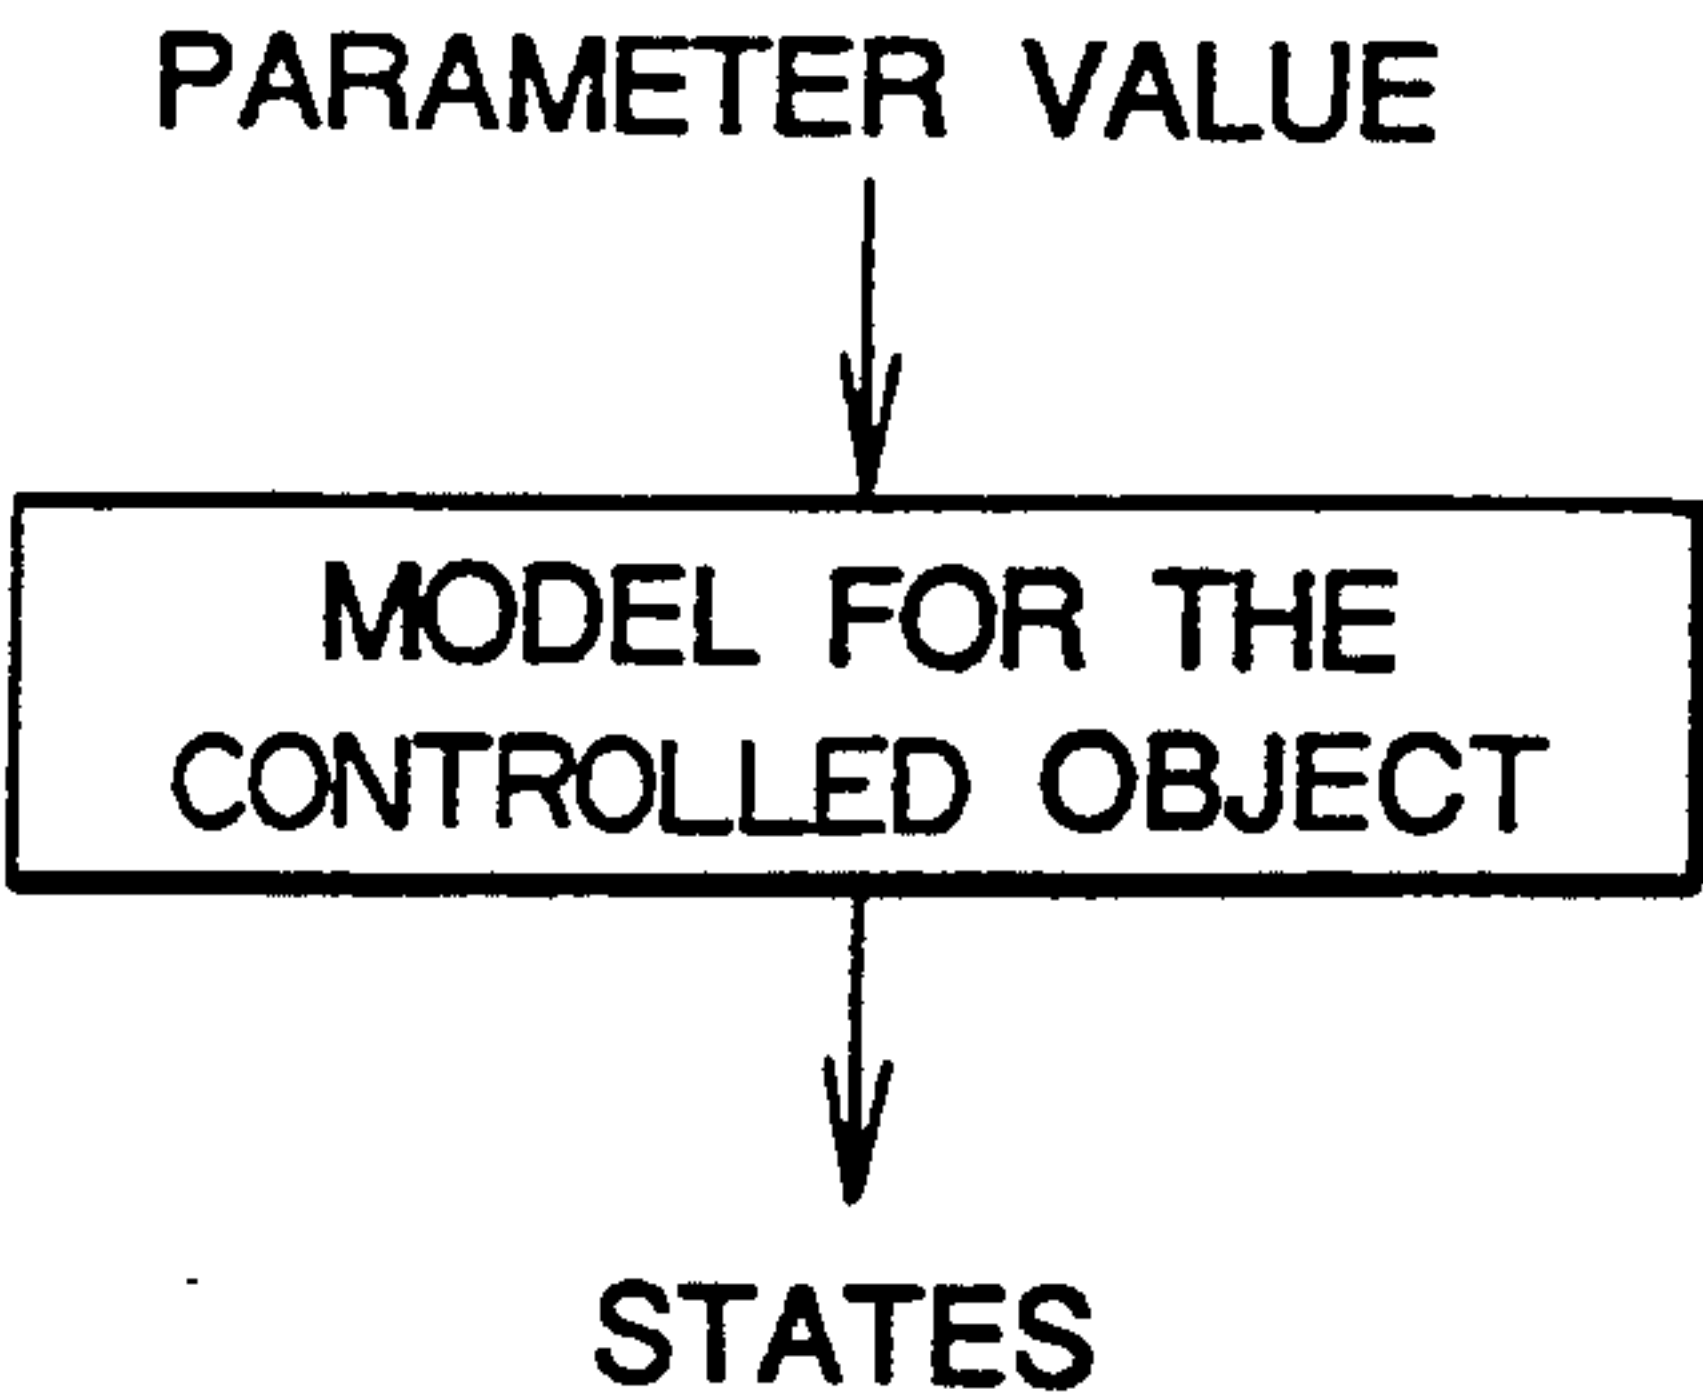 PARAMETER VALUE
MODEL FOR THE
CONTROLLED OBJECT
STATES